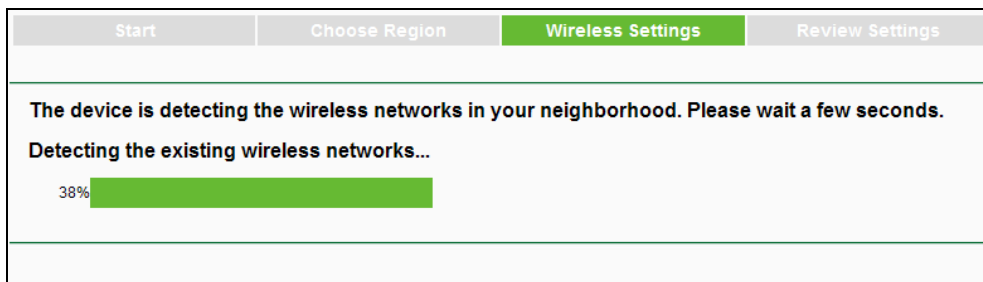 Start Choose Region Wireless Settings Review Settings
The device is detecting the wireless networks in your neighborhood. Please wait a few seconds.
Detecting the existing wireless networks...
38%